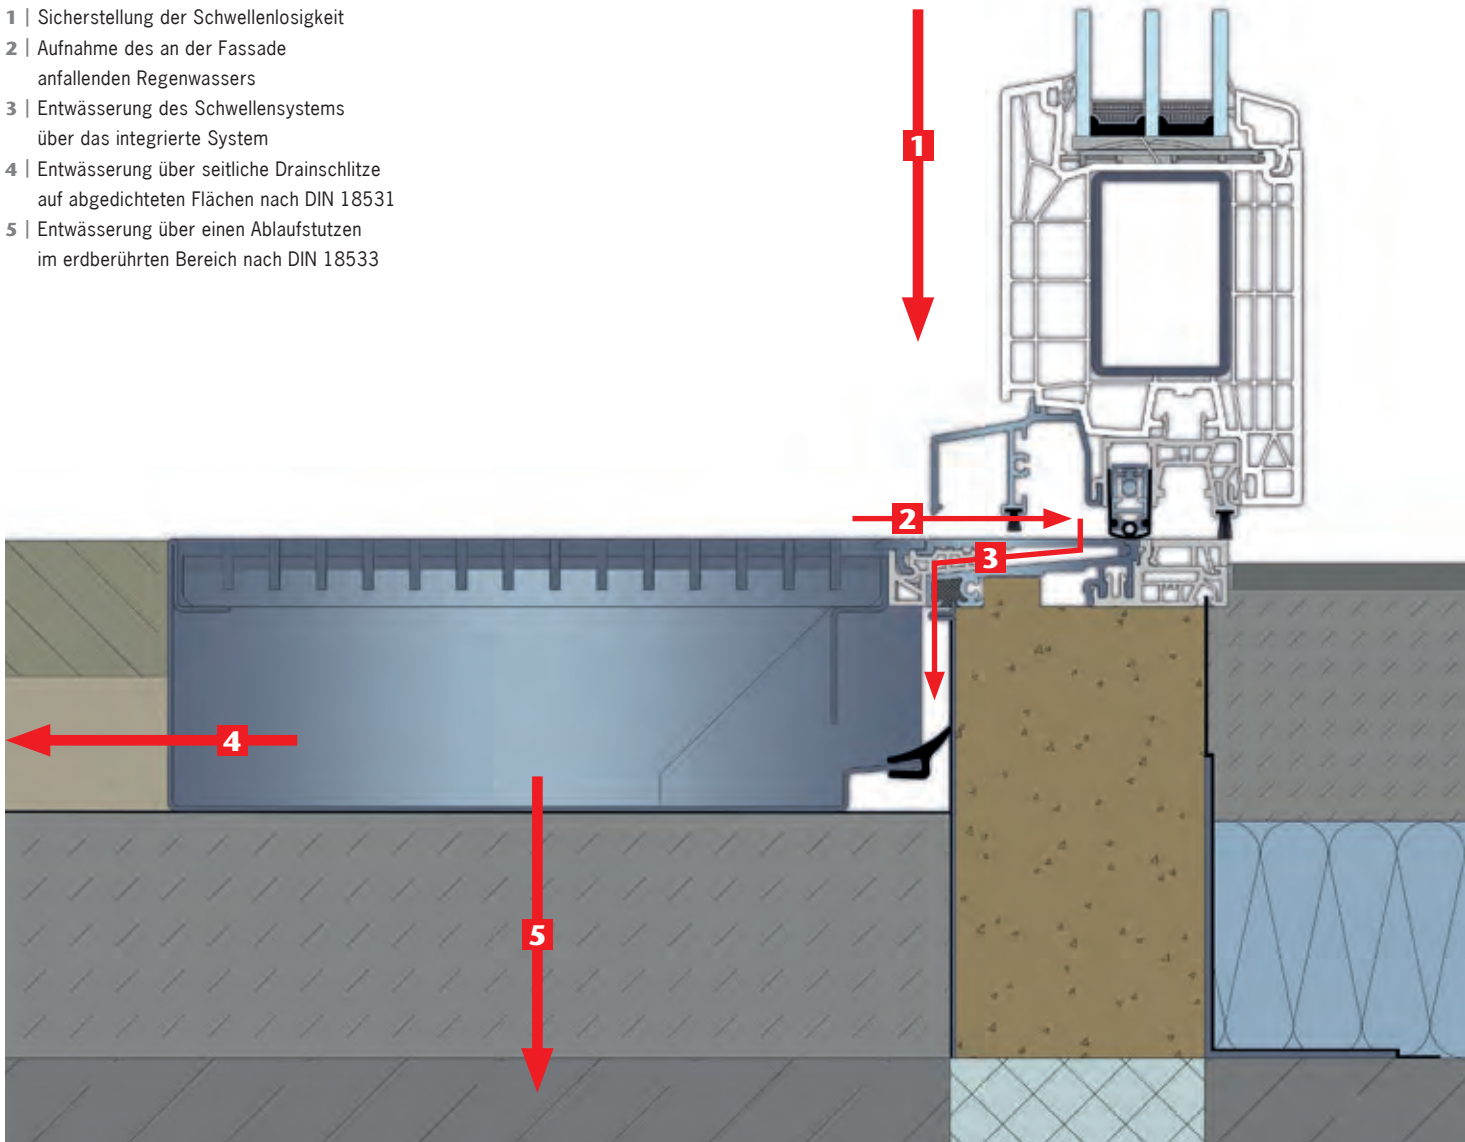 1 | Sicherstellung der Schwellenlosigkeit
2 | Aufnahme des an der Fassade
anfallenden Regenwassers
3 | Entwässerung des Schwellensystems
über das integrierte System
4 | Entwässerung über seitliche Drainschlitze
auf abgedichteten Flächen nach DIN 18531
5 | Entwässerung über einen Ablaufstutzen
im erdberührten Bereich nach DIN 18533
1
2
3
4
5